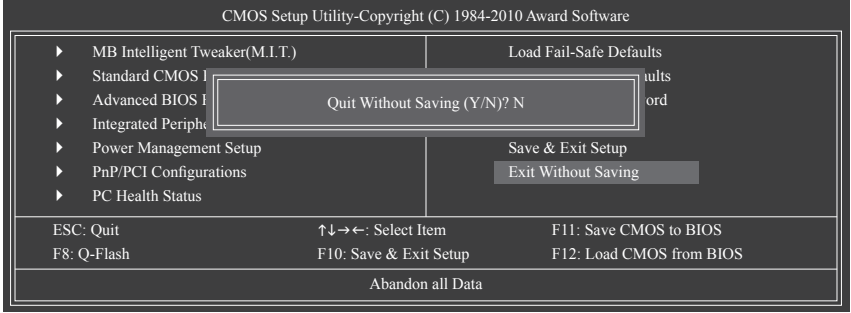 CMOS Setup Utility-Copyright (C) 1984-2010 Award Software
MB Intelligent Tweaker(M.I.T.)
Load Fail-Safe Defaults
Standard CMOS
Advanced BIOS
Quit Without Saving (Y/N)? N
Integrated
Power Management Setup
Save & Exit Setup
PnP/PCI Configurations
Exit Without Saving
PC Health Status
ESC: Quit
↑↓→←: Select Item
F11: Save CMOS to BIOS
F8: Q-Flash
F10: Save & Exit Setup
F12: Load CMOS from BIOS
Abandon all Data